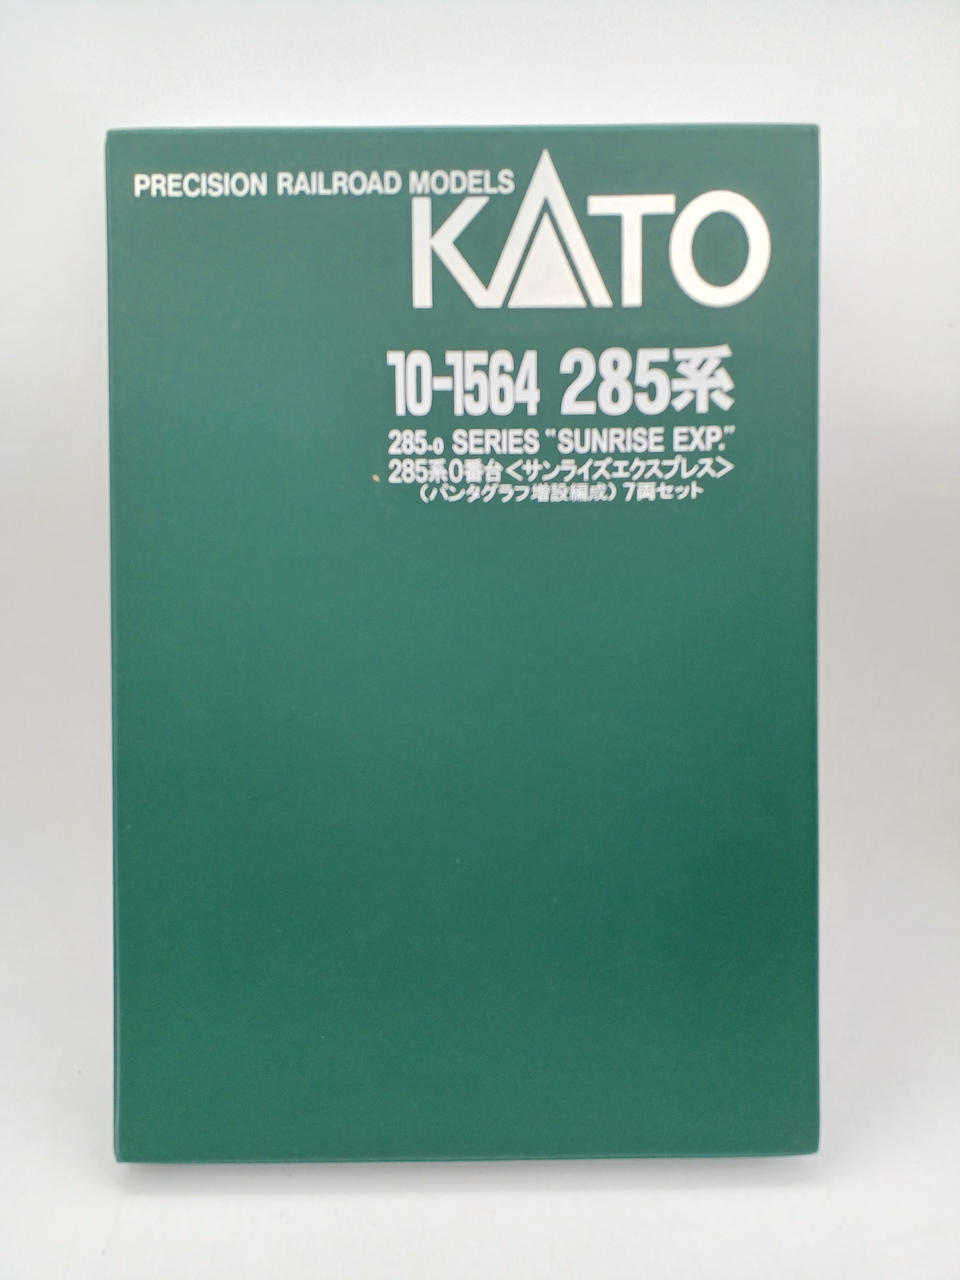 PRECISION RAILROAD MODELS
KATO
10-1564 285系
285-0 SERIES "SUNRISE EXP."
285系0番台<サンライズエクスプレス>
(パンタグラフ増設編成) 7両セット